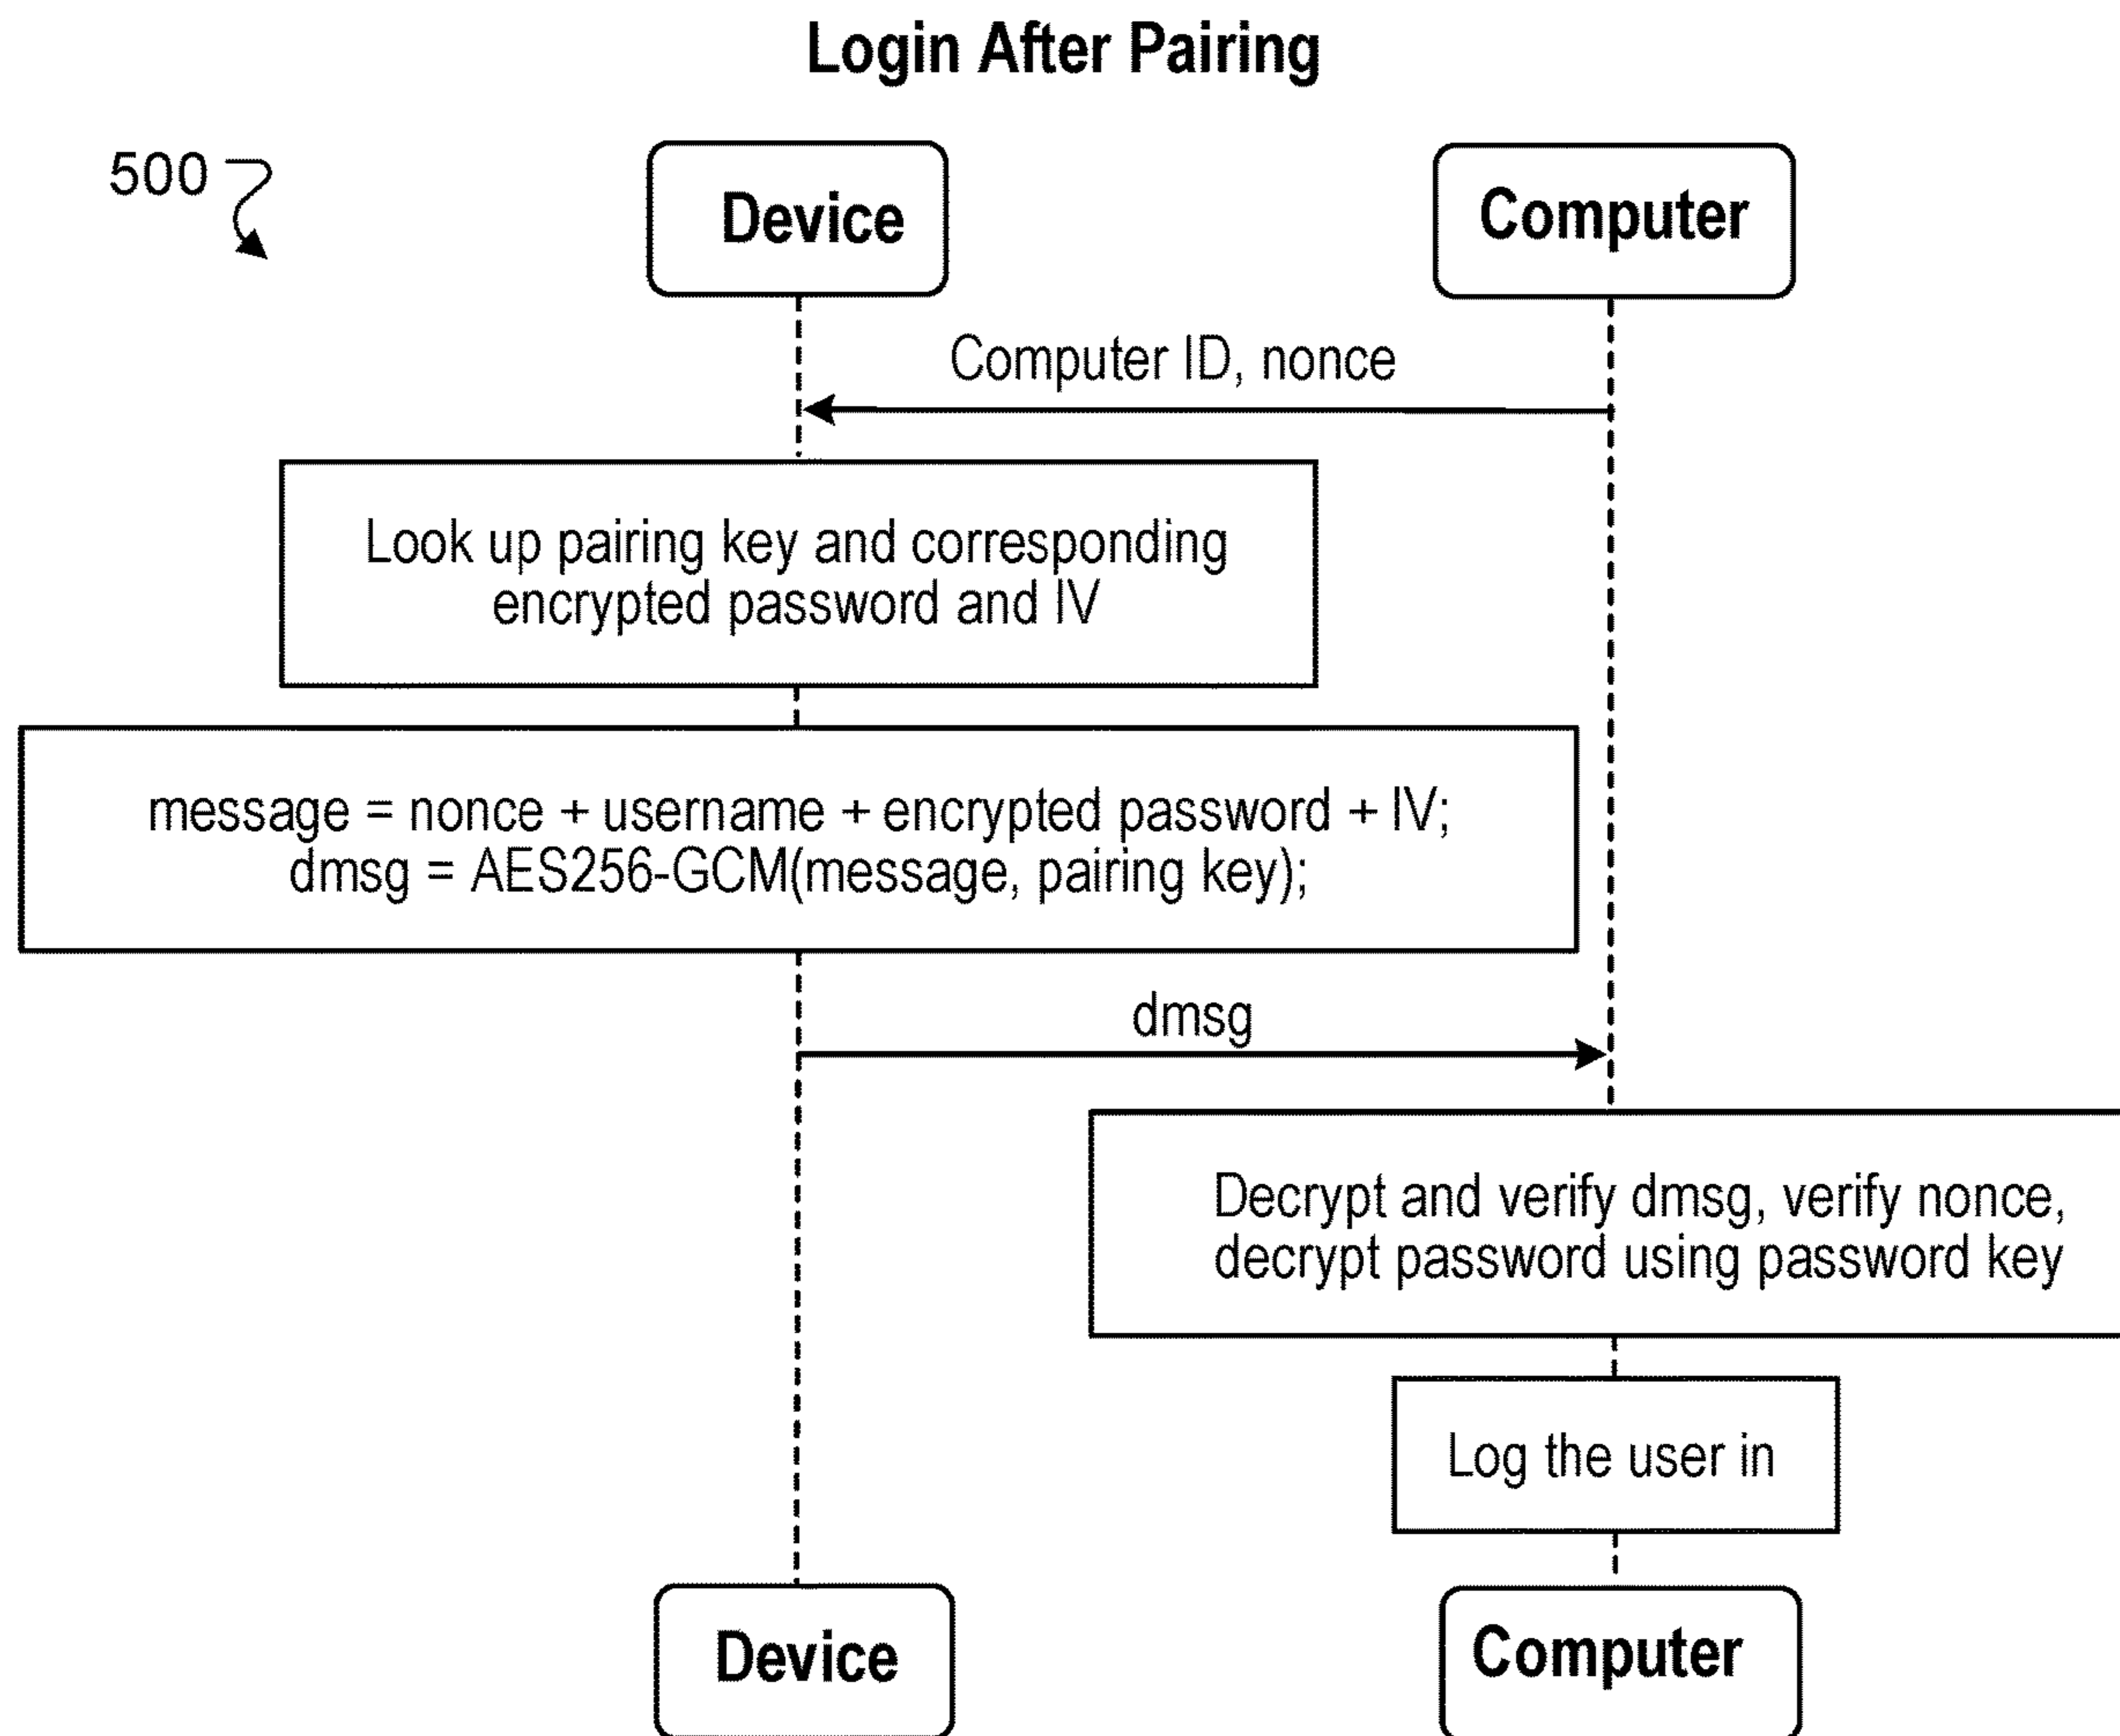 Login After Pairing
500
Device
Computer
Computer ID, nonce
Look up pairing key and corresponding
encrypted password and IV
message = nonce + username + encrypted password + IV;
dmsg = AES256-GCM(message, pairing key);
dmsg
Decrypt and verify dmsg, verify nonce,
decrypt password using password key
Log the user in
Device
Computer